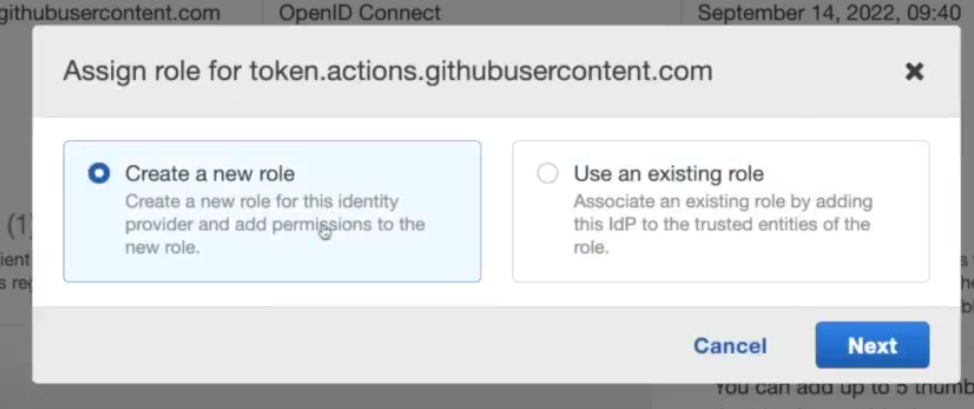 githubusercontent.com OpenID Connect September 14, 2022, 09:40
Assign role for token.actions.githubusercontent.com
Create a new role
Create a new role for this identity
provider and add permissions to the
new role.
Use an existing role
Associate an existing role by adding
this IdP to the trusted entities of the
role.
(1)
Cancel Next
You can add up to 5 thumb